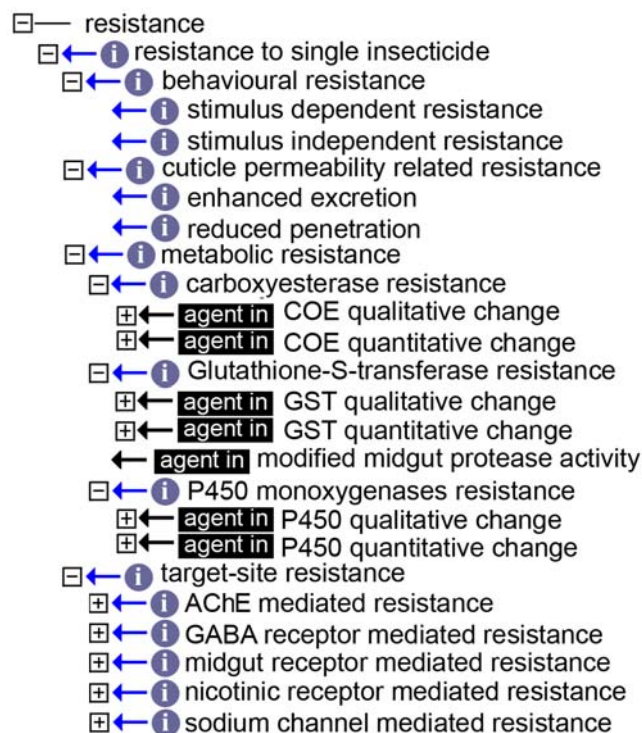 resistance
i resistance to single insecticide
i behavioural resistance
i stimulus dependent resistance
i stimulus independent resistance
i cuticle permeability related resistance
i enhanced excretion
i reduced penetration
i metabolic resistance
i carboxyesterase resistance
agent in COE qualitative change
agent in COE quantitative change
i Glutathione-S-transferase resistance
agent in GST qualitative change
agent in GST quantitative change
agent in modified midgut protease activity
i P450 monoxygenases resistance
agent in P450 qualitative change
agent in P450 quantitative change
i target-site resistance
i AChE mediated resistance
i GABA receptor mediated resistance
i midgut receptor mediated resistance
i nicotinic receptor mediated resistance
i sodium channel mediated resistance